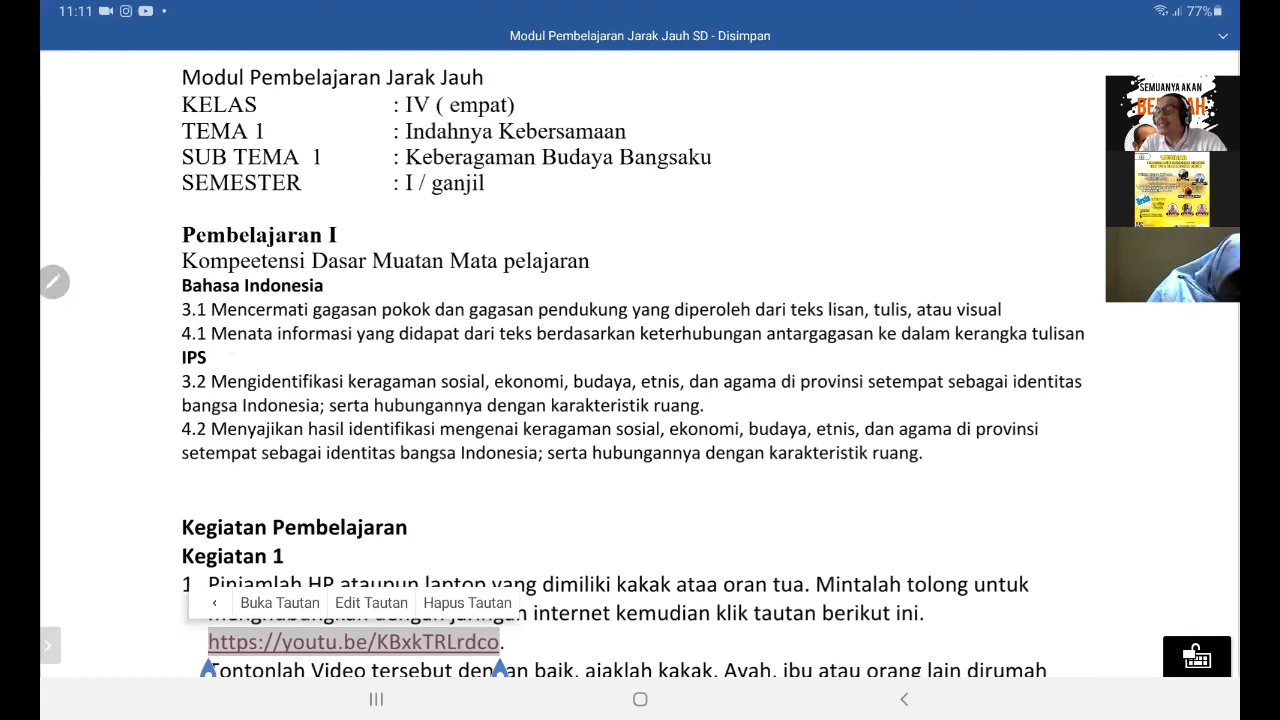 11:11
77%
Modul Pembelajaran Jarak Jauh SD - Disimpan
Modul Pembelajaran Jarak Jauh
KELAS : IV ( empat)
TEMA 1 : Indahnya Kebersamaan
SUB TEMA 1 : Keberagaman Budaya Bangsaku
SEMESTER : I / ganjil
SEMUANYA AKAN
Pembelajaran I
Kompeetensi Dasar Muatan Mata pelajaran
Bahasa Indonesia
3.1 Mencermati gagasan pokok dan gagasan pendukung yang diperoleh dari teks lisan, tulis, atau visual
4.1 Menata informasi yang didapat dari teks berdasarkan keterhubungan antargagasan ke dalam kerangka tulisan
IPS
3.2 Mengidentifikasi keragaman sosial, ekonomi, budaya, etnis, dan agama di provinsi setempat sebagai identitas
bangsa Indonesia; serta hubungannya dengan karakteristik ruang.
4.2 Menyajikan hasil identifikasi mengenai keragaman sosial, ekonomi, budaya, etnis, dan agama di provinsi
setempat sebagai identitas bangsa Indonesia; serta hubungannya dengan karakteristik ruang.
Kegiatan Pembelajaran
Kegiatan 1
1. Pinjamlah HP ataupun laptop yang dimiliki kakak ataa oran tua. Mintalah tolong untuk
Buka Tautan Edit Tautan Hapus Tautan
menghubungkan dengan jaringan internet kemudian klik tautan berikut ini.
https://youtu.be/KBxkTRLrdco.
Tontonlah Video tersebut dengan baik, ajaklah kakak, Ayah, ibu atau orang lain dirumah